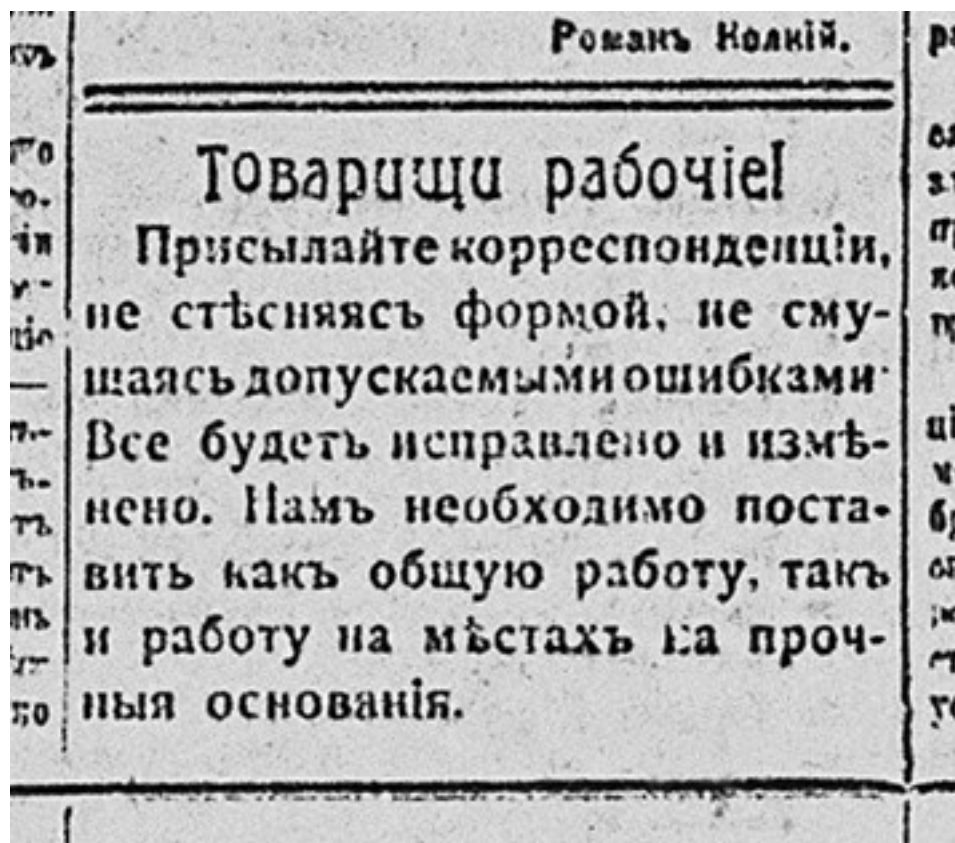 Романъ Колкій.
Товарищи рабочіе!
Присылайте корреспонденціи,
не стѣсняясь формой, не сму-
щаясь допускаемыми ошибками.
Все будетъ исправлено и измѣ-
нено. Намъ необходимо поста-
вить какъ общую работу, такъ
и работу на мѣстахъ на проч-
ныя основанія.